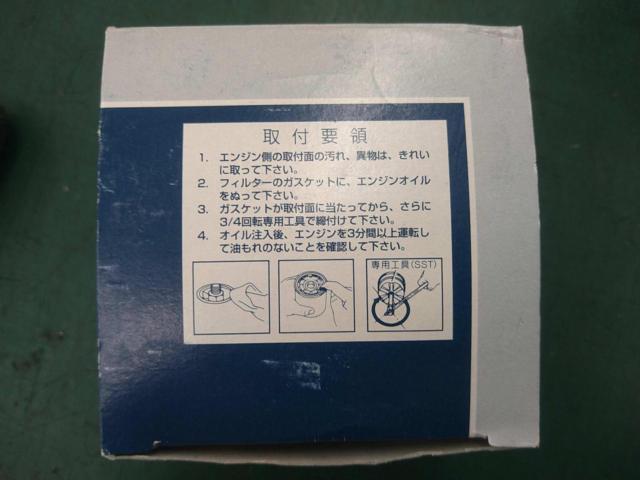 取付要領
1. エンジン側の取付面の汚れ、異物は、きれい
に取って下さい。
2. フィルターのガスケットに、エンジンオイル
をぬって下さい。
3. ガスケットが取付面に当たってから、さらに
3/4回転専用工具で締付けて下さい。
4. オイル注入後、エンジンを3分間以上運転し
て油もれのないことを確認して下さい。
専用工具(SST)